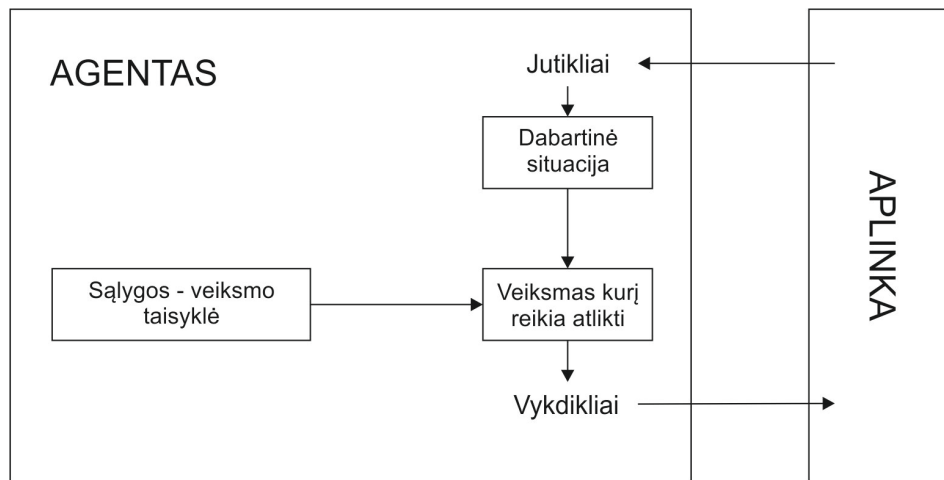 AGENTAS
Jutikliai
Dabartinė
situacija
Sąlygos - veiksmo
taisyklė
Veiksmas kurį
reikia atlikti
Vykdikliai
APLINKA